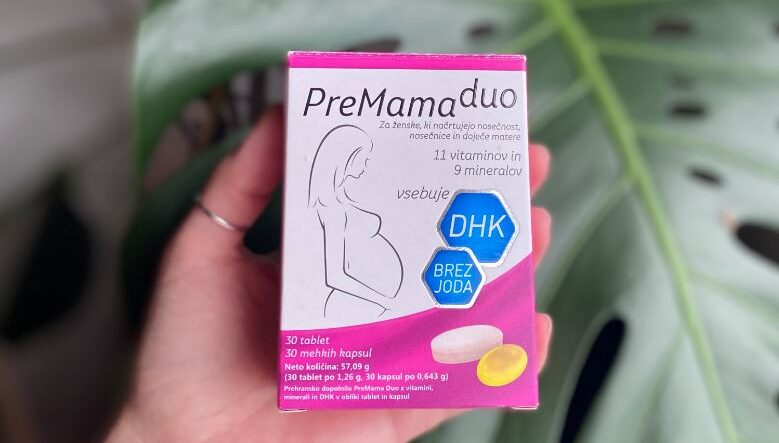 PreMama duo
Za ženske, ki načrtujejo nosečnost,
nosečnice in doječe matere
11 vitaminov in
9 mineralov
vsebuje
DHK
BREZ
JODA
30 tablet
30 mehkih kapsul
Neto količina: 57,09 g
(30 tablet po 1,26 g, 30 kapsul po 0,643 g)
Prehransko dopolnilo PreMama Duo z vitamini,
minerali in DHK v obliki tablet in kapsul